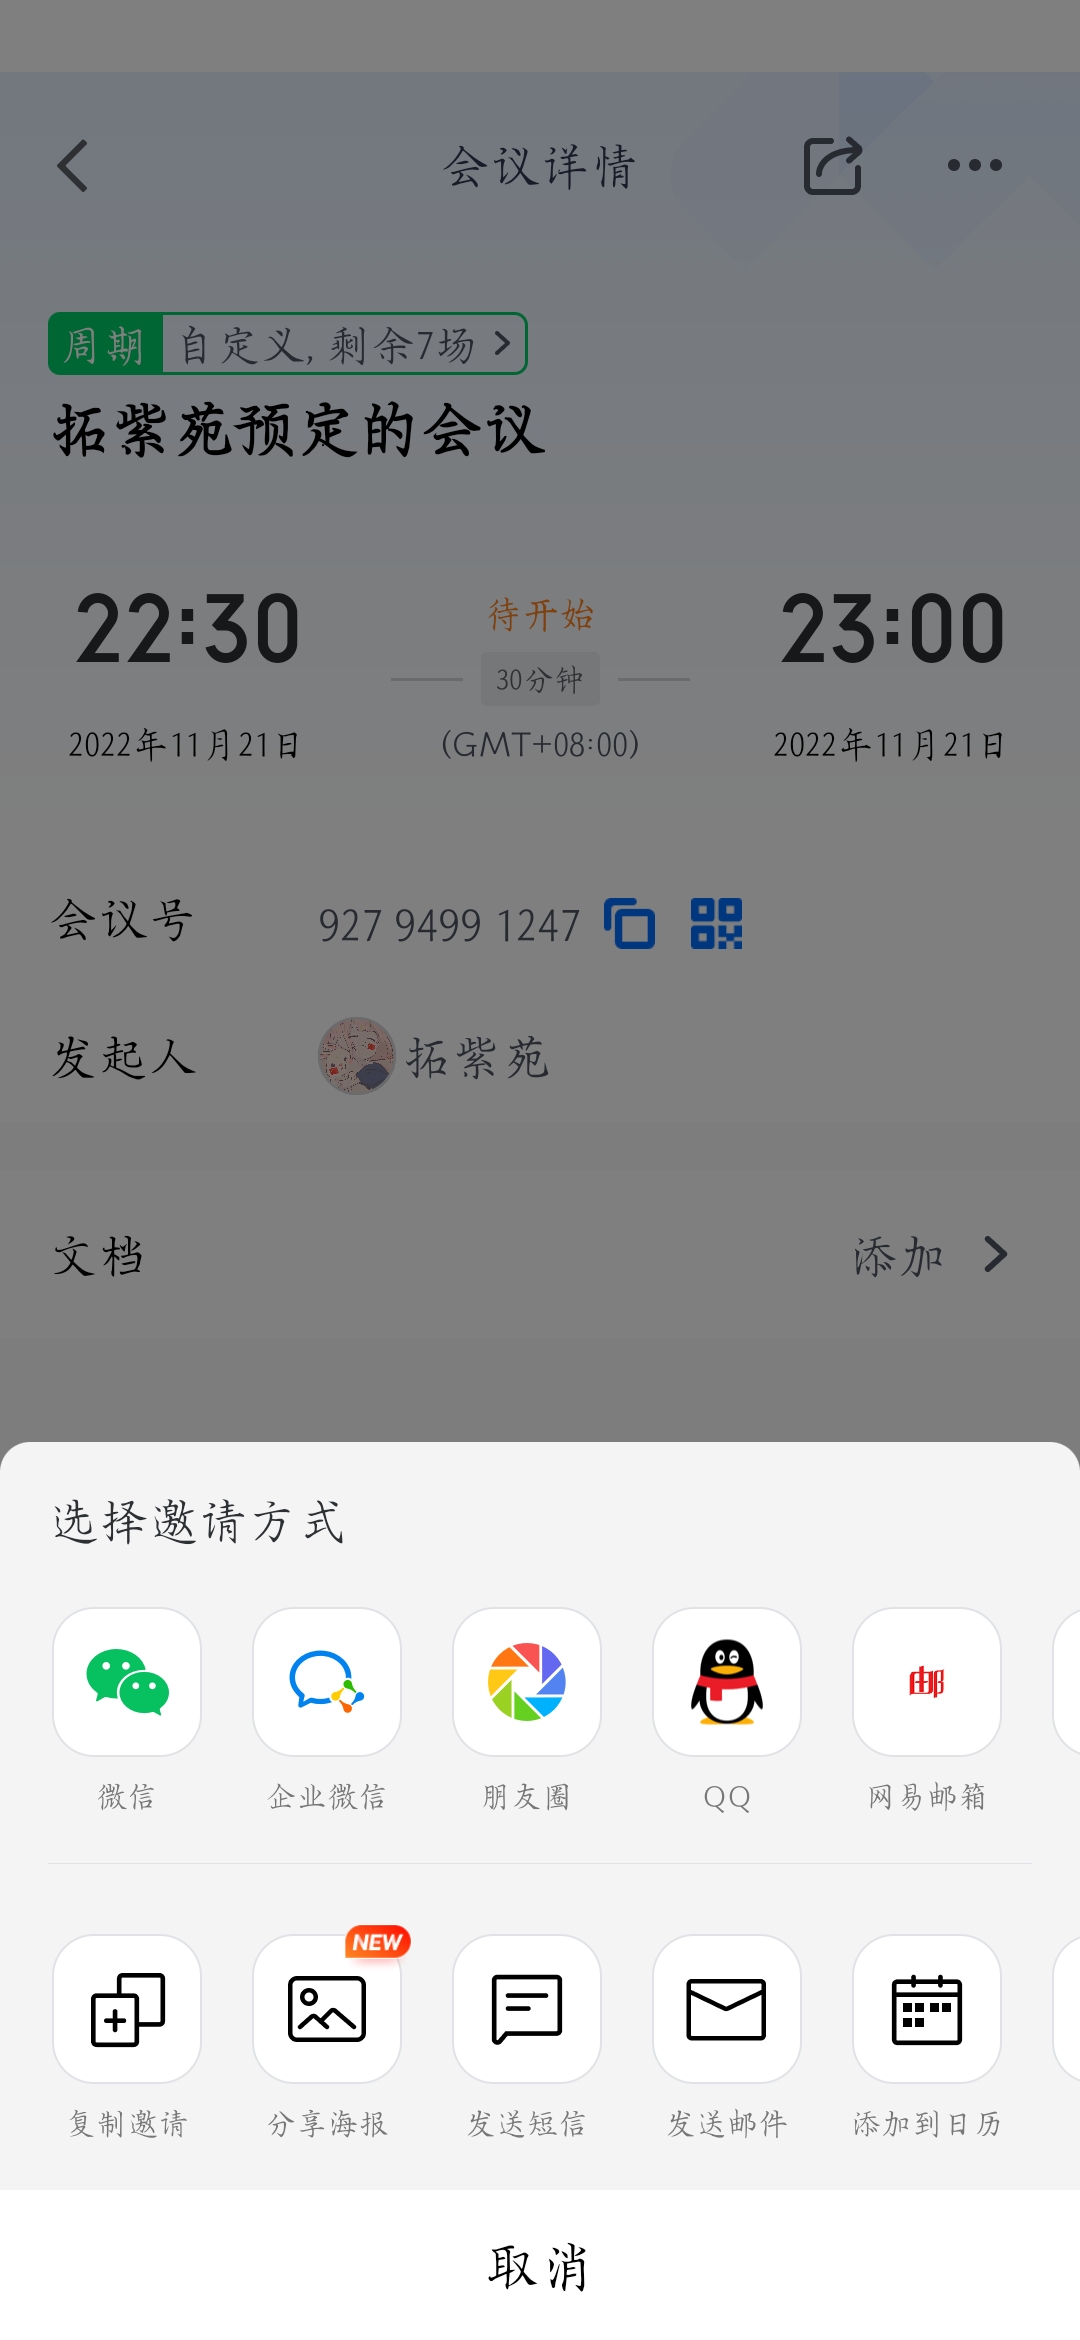 会议详情
周期 自定义, 剩余7场
拓紫苑预定的会议
22:30 待开始 23:00
30分钟
2022年11月21日 (GMT+08:00) 2022年11月21日
会议号 927 9499 1247
发起人 拓紫苑
文档 添加
选择邀请方式
邮
微信 企业微信 朋友圈 QQ 网易邮箱
NEW
复制邀请 分享海报 发送短信 发送邮件 添加到日历
取消